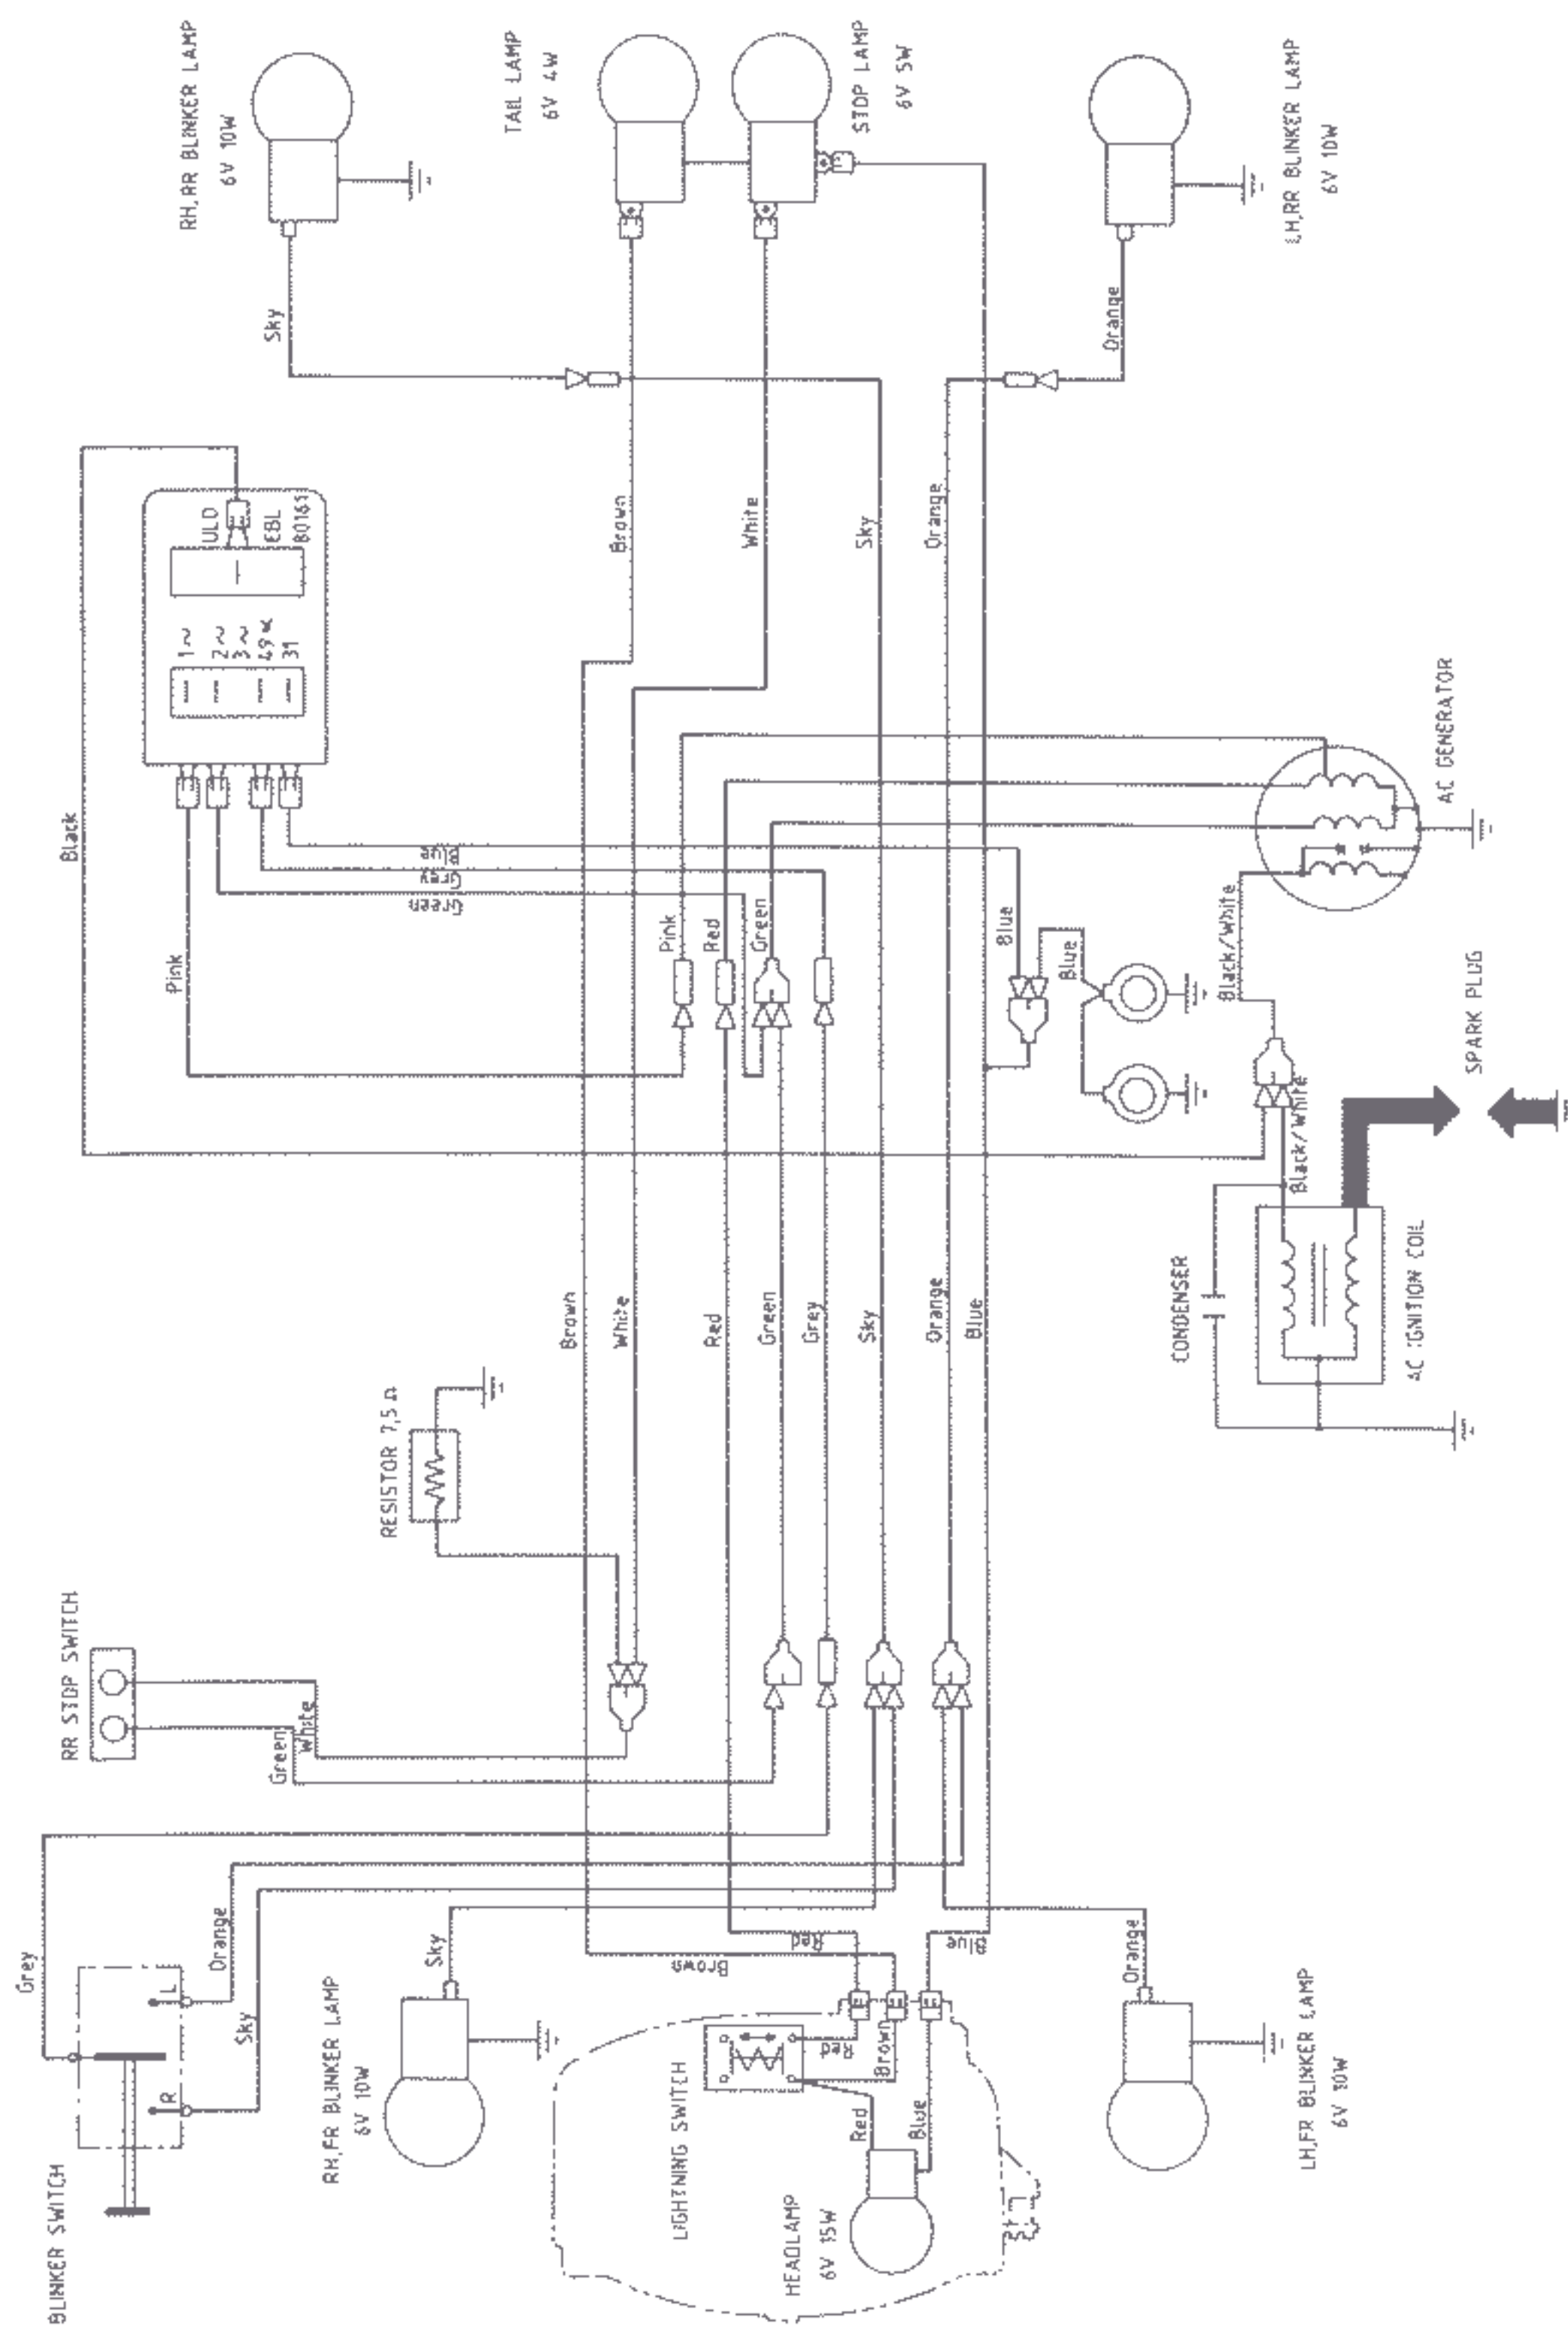 RH,RR BLINKER LAMP
6V 10W
TAIL LAMP
6V 4W
STOP LAMP
6V 5W
LH,RR BLINKER LAMP
6V 10W
Sky
Orange
ULO
EBL
80161
1~
2~
3~
49
31
Brown
White
Sky
Orange
Black
Blue
Grey
Green
Pink
Pink
Red
Green
Blue
Blue
AC GENERATOR
Black/White
SPARK PLUG
Black/White
CONDENSER
AC IGNITION COIL
Brown
White
Red
Green
Grey
Sky
Orange
Blue
RESISTOR 7,5 Ω
RR STOP SWITCH
Green
White
Grey
Orange
Sky
L
R
BLINKER SWITCH
Sky
RH,FR BLINKER LAMP
6V 10W
Red
Brown
Blue
Red
Brown
LIGHTNING SWITCH
Red
Blue
HEADLAMP
6V 15W
Orange
LH,FR BLINKER LAMP
6V 10W